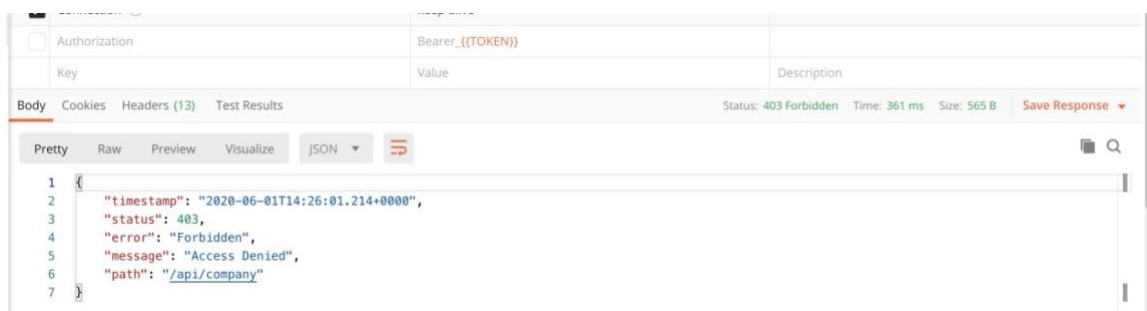 Authorization Bearer_{{TOKEN}}
Key Value Description
Body Cookies Headers (13) Test Results Status: 403 Forbidden Time: 361 ms Size: 565 B Save Response
Pretty Raw Preview Visualize JSON
1 {
2 "timestamp": "2020-06-01T14:26:01.214+0000",
3 "status": 403,
4 "error": "Forbidden",
5 "message": "Access Denied",
6 "path": "/api/company"
7 }